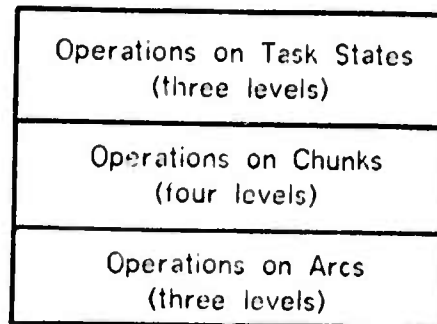 Operations on Task States
(three levels)
Operations on Chunks
(four levels)
Operations on Arcs
(three levels)